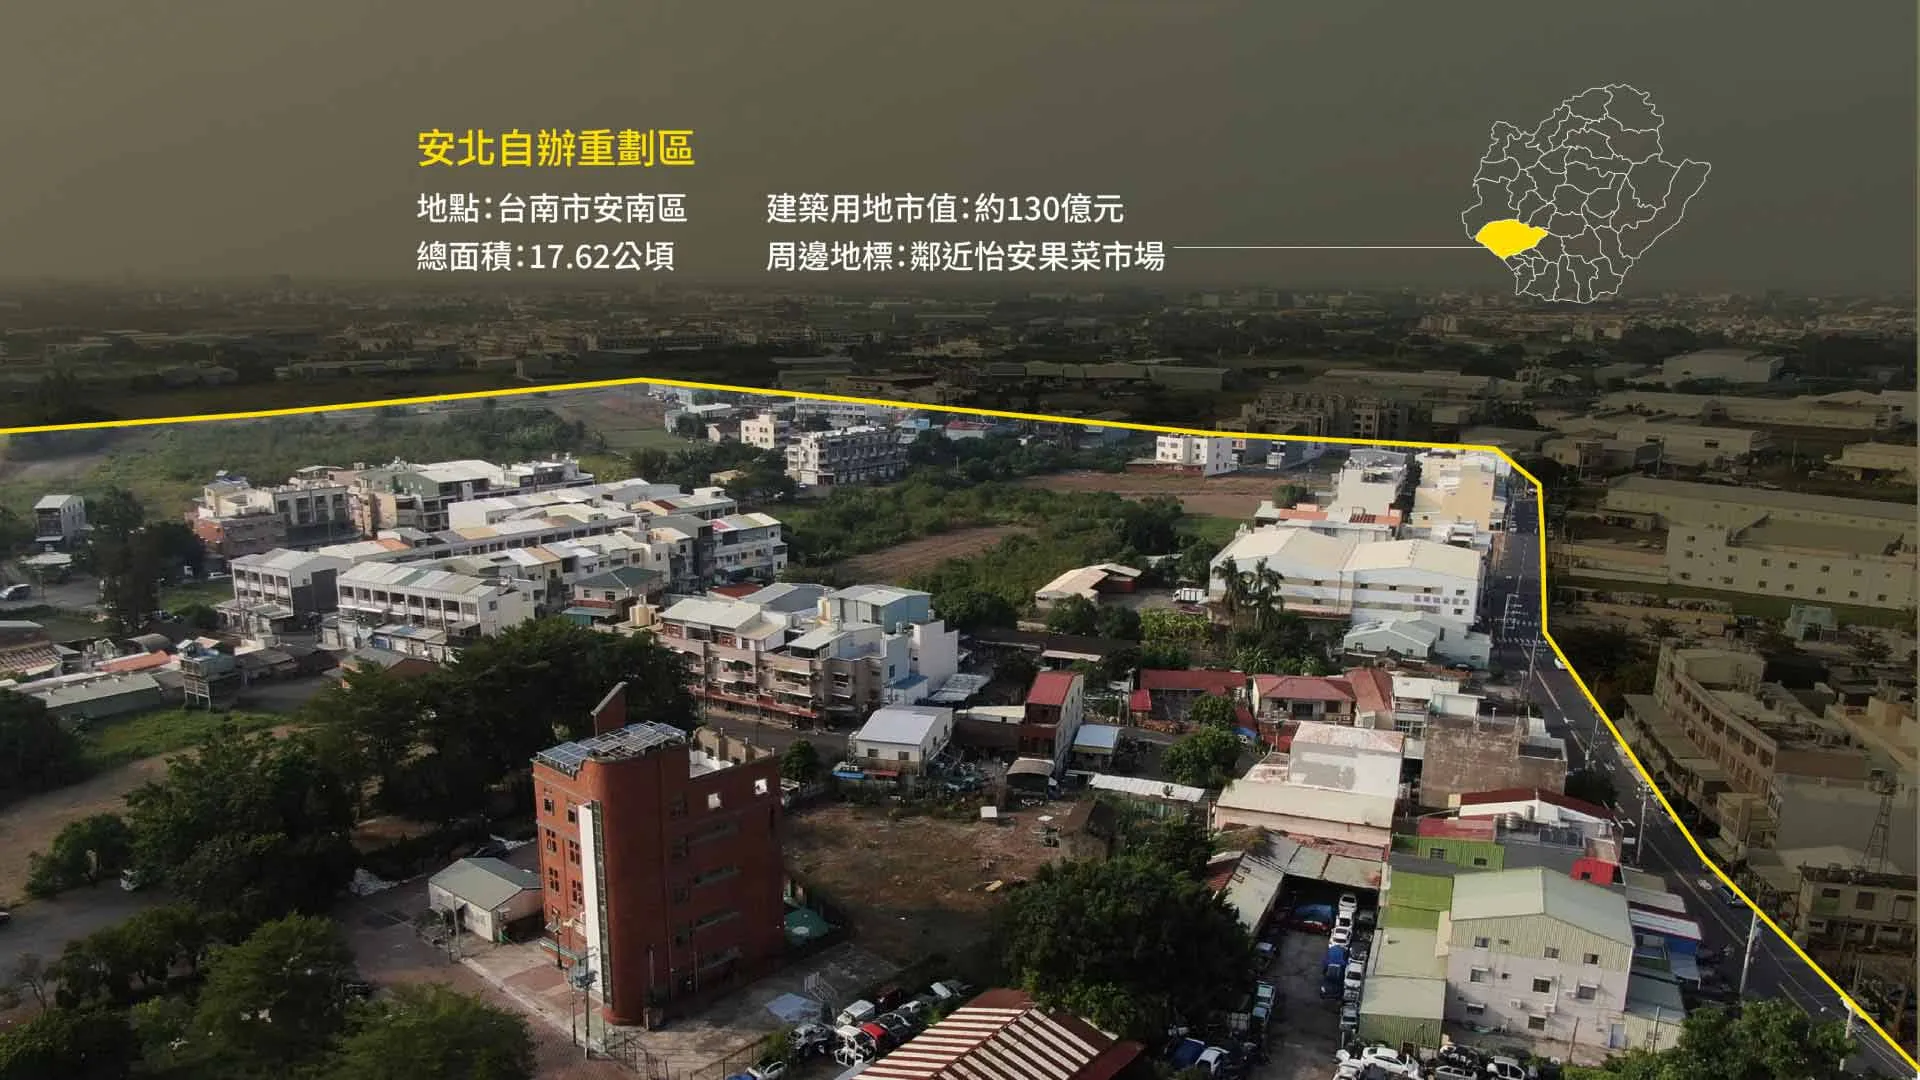 安北自辦重劃區
地點：台南市安南區
總面積：17.62公頃
建築用地市值：約130億元
周邊地標：鄰近怡安果菜市場